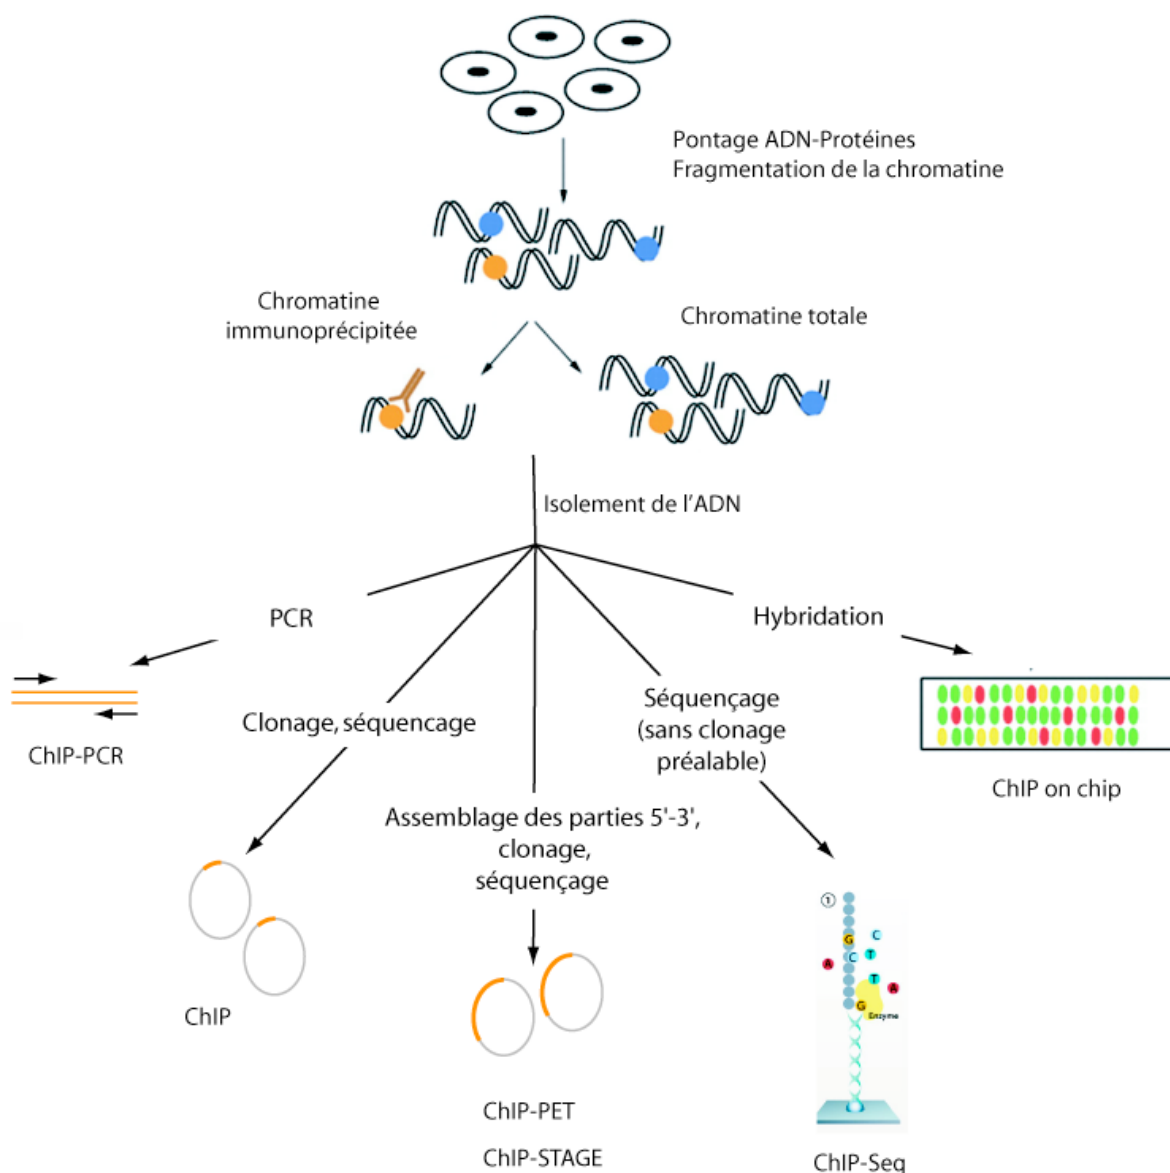 Pontage ADN-Protéines
Fragmentation de la chromatine
Chromatine
immunoprécipitée
Chromatine totale
Isolement de l'ADN
PCR
Hybridation
ChIP-PCR
Clonage, séquencage
Séquençage
(sans clonage
préalable)
ChIP on chip
Assemblage des parties 5'-3',
clonage,
séquençage
ChIP
ChIP-PET
ChIP-STAGE
1
G
C
A
C
T
T
A
G
Enzyme
ChIP-Seq